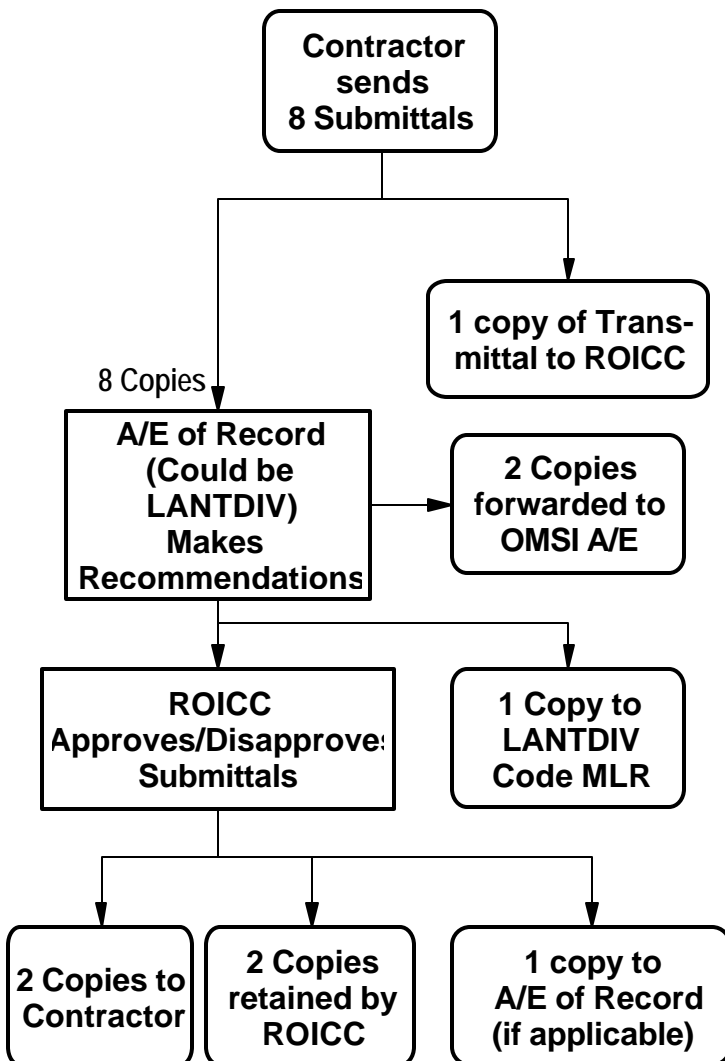 Contractor
sends
8 Submittals
1 copy of Trans-
mittal to ROICC
8 Copies
A/E of Record
(Could be
LANTDIV)
Makes
Recommendations
2 Copies
forwarded to
OMSI A/E
ROICC
Approves/Disapproves
Submittals
1 Copy to
LANTDIV
Code MLR
2 Copies to
Contractor
2 Copies
retained by
ROICC
1 copy to
A/E of Record
(if applicable)